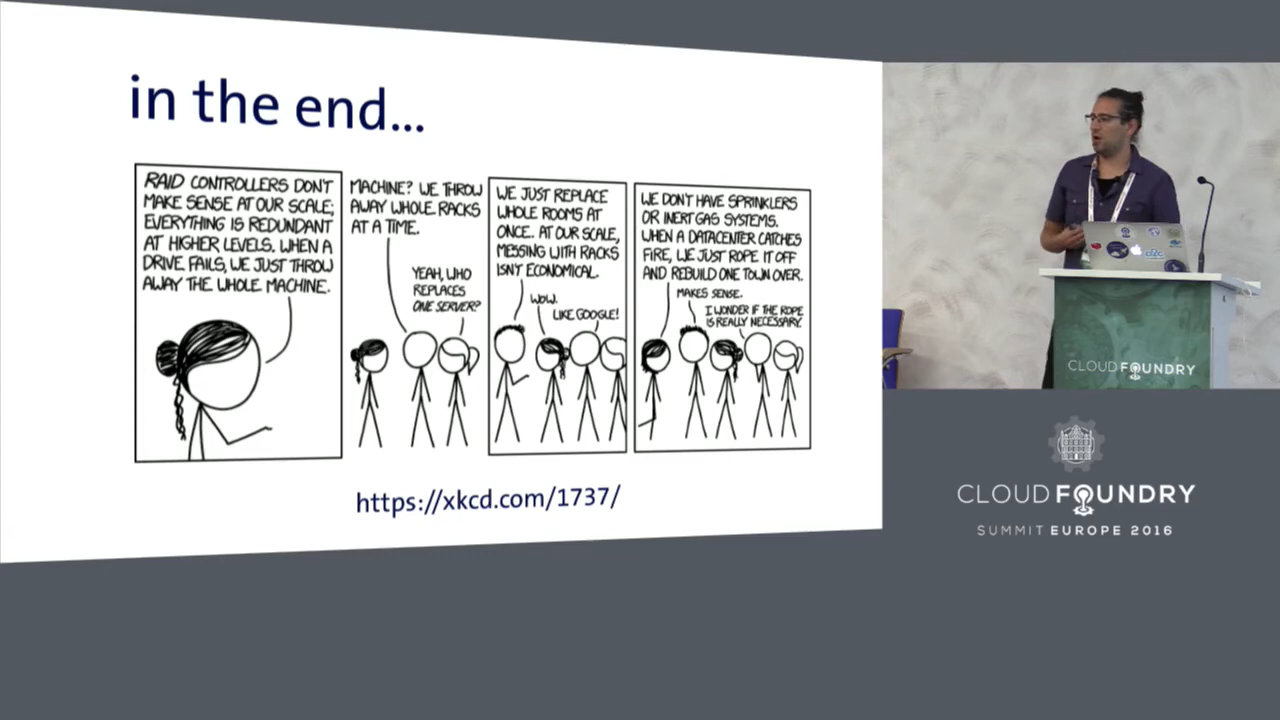 in the end...
RAID CONTROLLERS DON'T
MAKE SENSE AT OUR SCALE;
EVERYTHING IS REDUNDANT
AT HIGHER LEVELS. WHEN A
DRIVE FAILS, WE JUST THROW
AWAY THE WHOLE MACHINE.
MACHINE? WE THROW
AWAY WHOLE RACKS
AT A TIME.
YEAH, WHO
REPLACES
ONE SERVER?
WE JUST REPLACE
WHOLE ROOMS AT
ONCE. AT OUR SCALE,
MESSING WITH RACKS
ISN'T ECONOMICAL.
WOW.
LIKE GOOGLE!
WE DON'T HAVE SPRINKLERS
OR INERT GAS SYSTEMS.
WHEN A DATACENTER CATCHES
FIRE, WE JUST ROPE IT OFF
AND REBUILD ONE TOWN OVER.
MAKES SENSE.
I WONDER IF THE ROPE
IS REALLY NECESSARY.
https://xkcd.com/1737/
CLOUD FOUNDRY
CLOUD FOUNDRY
SUMMIT EUROPE 2016